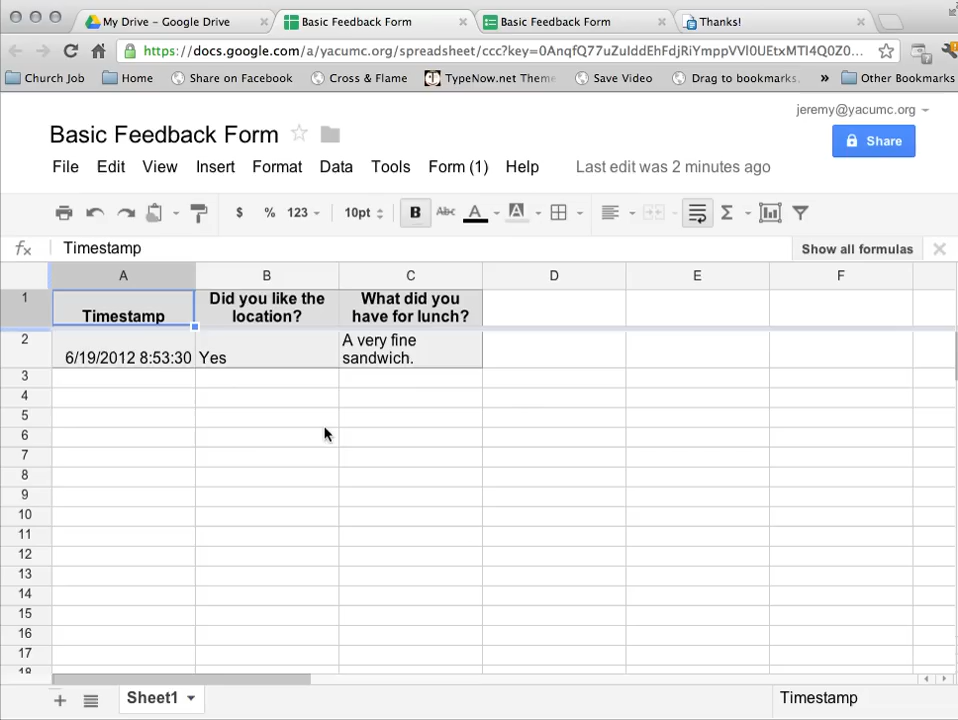 My Drive – Google Drive
Basic Feedback Form
Basic Feedback Form
Thanks!
https://docs.google.com/a/yacumc.org/spreadsheet/ccc?key=0AnqfQ77uZuIddEhFdjRiYmppVVI0UEtxMTI4Q0Z0...
Church Job
Home
Share on Facebook
Cross & Flame
TypeNow.net Theme
Save Video
Drag to bookmarks.
»
Other Bookmarks
jeremy@yacumc.org
Basic Feedback Form
Share
File Edit View Insert Format Data Tools Form (1) Help Last edit was 2 minutes ago
$ % 123 10pt B Abc A A Σ
fx Timestamp Show all formulas
A B C D E F
1 Timestamp Did you like the location? What did you have for lunch?
2 6/19/2012 8:53:30 Yes A very fine sandwich.
3
4
5
6
7
8
9
10
11
12
13
14
15
16
17
18
Sheet1
Timestamp